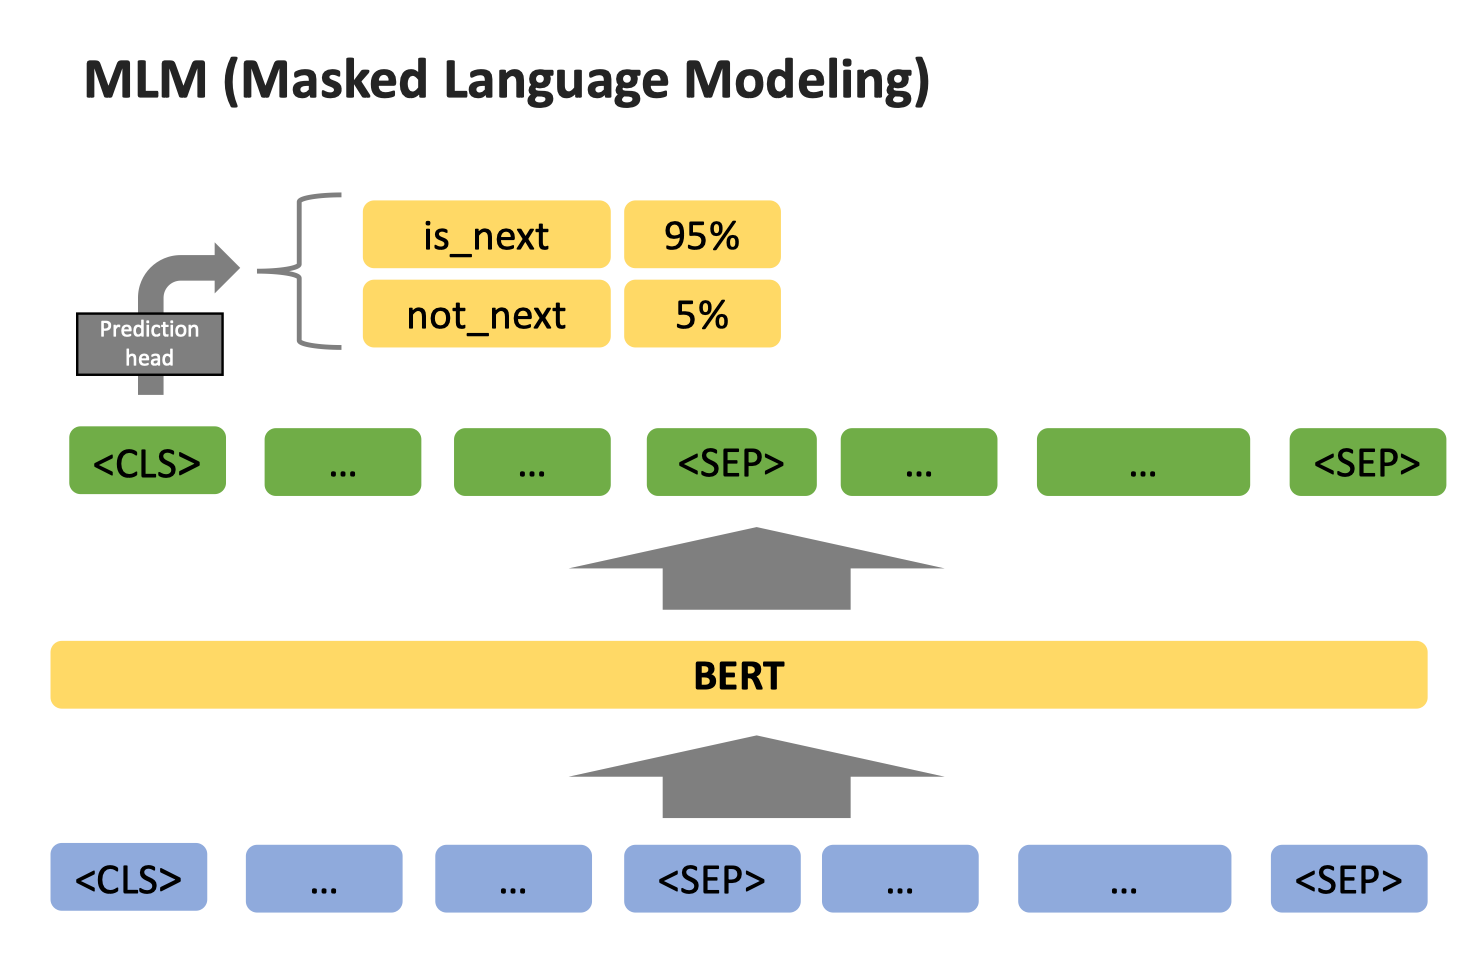 MLM (Masked Language Modeling)
is_next 95%
not_next 5%
Prediction
head
<CLS> ... ... <SEP> ... ... <SEP>
BERT
<CLS> ... ... <SEP> ... ... <SEP>